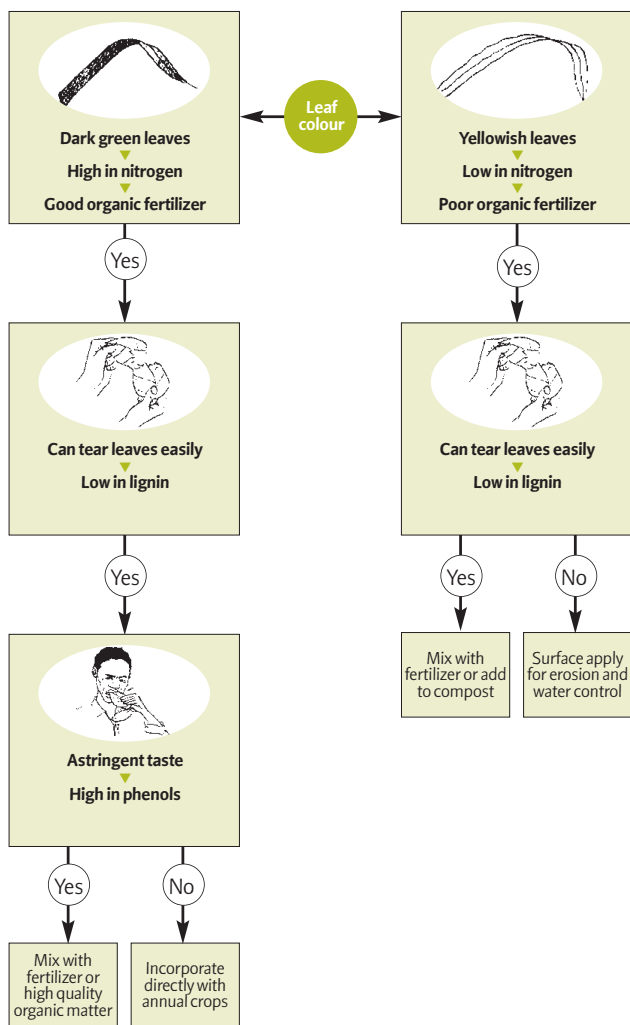 Leaf
colour
Dark green leaves
High in nitrogen
Good organic fertilizer
Yes
Can tear leaves easily
Low in lignin
Yes
Astringent taste
High in phenols
Yes
No
Mix with
fertilizer or
high quality
organic matter
Incorporate
directly with
annual crops
Yellowish leaves
Low in nitrogen
Poor organic fertilizer
Yes
Can tear leaves easily
Low in lignin
Yes
No
Mix with
fertilizer or add
to compost
Surface apply
for erosion and
water control